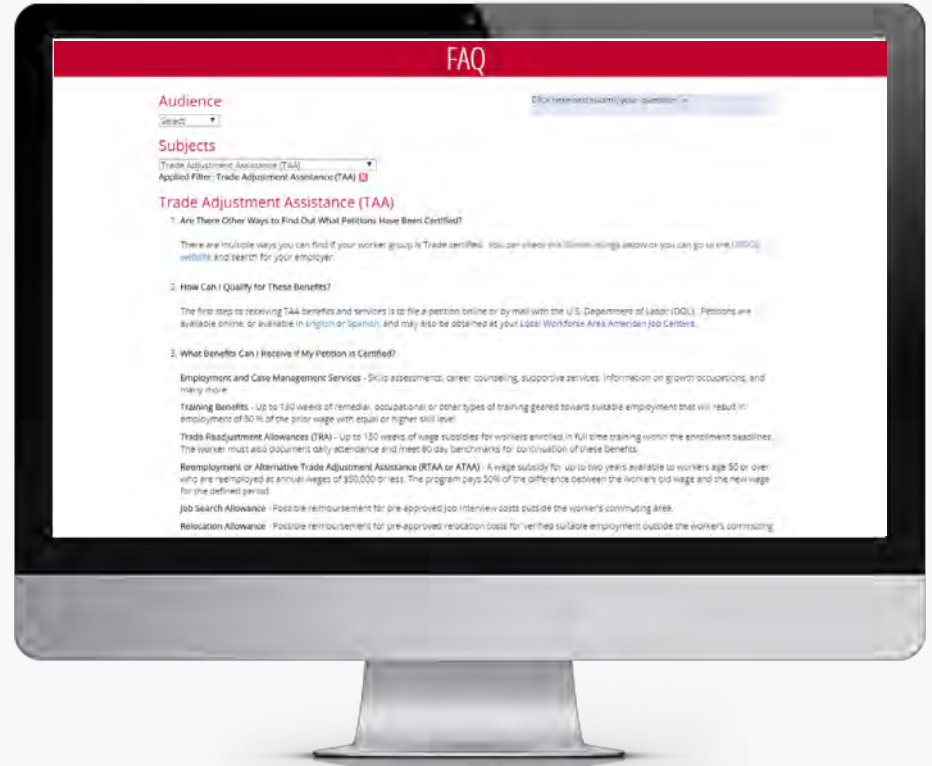 FAQ
Audience
Click here and submit your question
Select
Subjects
Trade Adjustment Assistance (TAA)
Applied Filter: Trade Adjustment Assistance (TAA)
Trade Adjustment Assistance (TAA)
1. Are There Other Ways to Find Out What Petitions Have Been Certified?
There are multiple ways you can find if your worker group is Trade certified. You can check the listings below or you can go to the USDOL
website and search for your employer.
2. How Can I Qualify for These Benefits?
The first step to receiving TAA benefits and services is to file a petition online or by mail with the U.S. Department of Labor (DOL). Petitions are
available online, or available in English or Spanish, and may also be obtained at your Local Workforce Area American Job Centers.
3. What Benefits Can I Receive if My Petition is Certified?
Employment and Case Management Services - Skills assessments, career counseling, supportive services, information on growth occupations, and
many more
Training Benefits - Up to 130 weeks of remedial, occupational or other types of training geared toward suitable employment that will result in
employment of 80 % of the prior wage with equal or higher skill level.
Trade Readjustment Allowances (TRA) - Up to 130 weeks of wage subsidies for workers enrolled in full time training within the enrollment deadlines.
The worker must also document daily attendance and meet 60 day benchmarks for continuation of these benefits.
Reemployment or Alternative Trade Adjustment Assistance (RTAA or ATAA) - A wage subsidy for up to two years available to workers age 50 or over
who are reemployed at annual wages of $50,000 or less. The program pays 50% of the difference between the worker's old wage and the new wage
for the defined period.
Job Search Allowance - Possible reimbursement for pre-approved job interview costs outside the worker's commuting area.
Relocation Allowance - Possible reimbursement for pre-approved relocation costs for verified suitable employment outside the worker's commuting